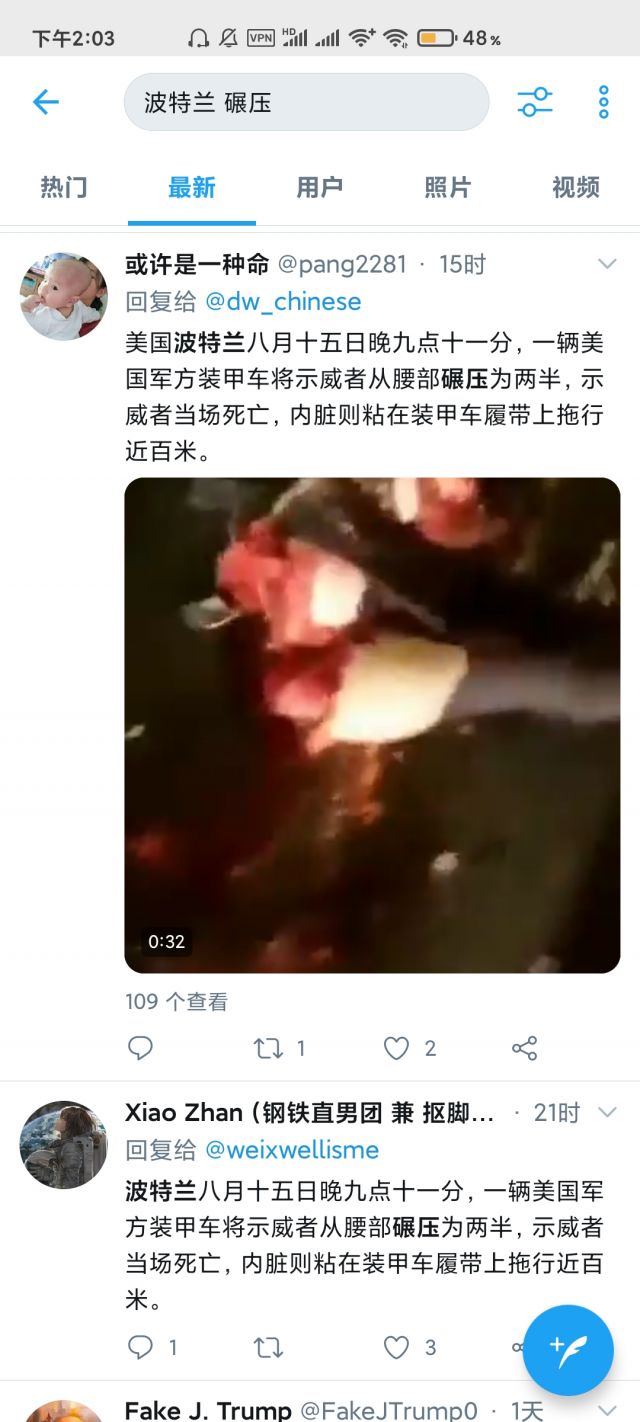 下午2:03
VPN
HD
48%
波特兰 碾压
热门
最新
用户
照片
视频
或许是一种命 @pang2281 · 15时
回复给 @dw_chinese
美国波特兰八月十五日晚九点十一分，一辆美
国军方装甲车将示威者从腰部碾压为两半，示
威者当场死亡，内脏则粘在装甲车履带上拖行
近百米。
0:32
109 个查看
1
2
Xiao Zhan (钢铁直男团 兼 抠脚... · 21时
回复给 @weixwellisme
波特兰八月十五日晚九点十一分，一辆美国军
方装甲车将示威者从腰部碾压为两半，示威者
当场死亡，内脏则粘在装甲车履带上拖行近百
米。
1
3
Fake J. Trump @FakeJTrump0 · 1天